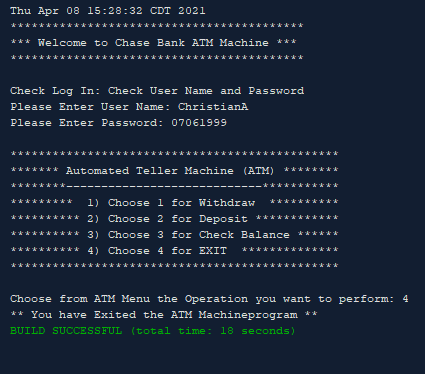 Thu Apr 08 15:28:32 CDT 2021
******************************************
*** Welcome to Chase Bank ATM Machine ***
******************************************
Check Log In: Check User Name and Password
Please Enter User Name: ChristianA
Please Enter Password: 07061999
***********************************************
******* Automated Teller Machine (ATM) ********
********----------------------------***********
*********  1) Choose 1 for Withdraw  **********
********** 2) Choose 2 for Deposit ************
********** 3) Choose 3 for Check Balance ******
********** 4) Choose 4 for EXIT  **************
***********************************************
Choose from ATM Menu the Operation you want to perform: 4
** You have Exited the ATM Machineprogram **
BUILD SUCCESSFUL (total time: 18 seconds)